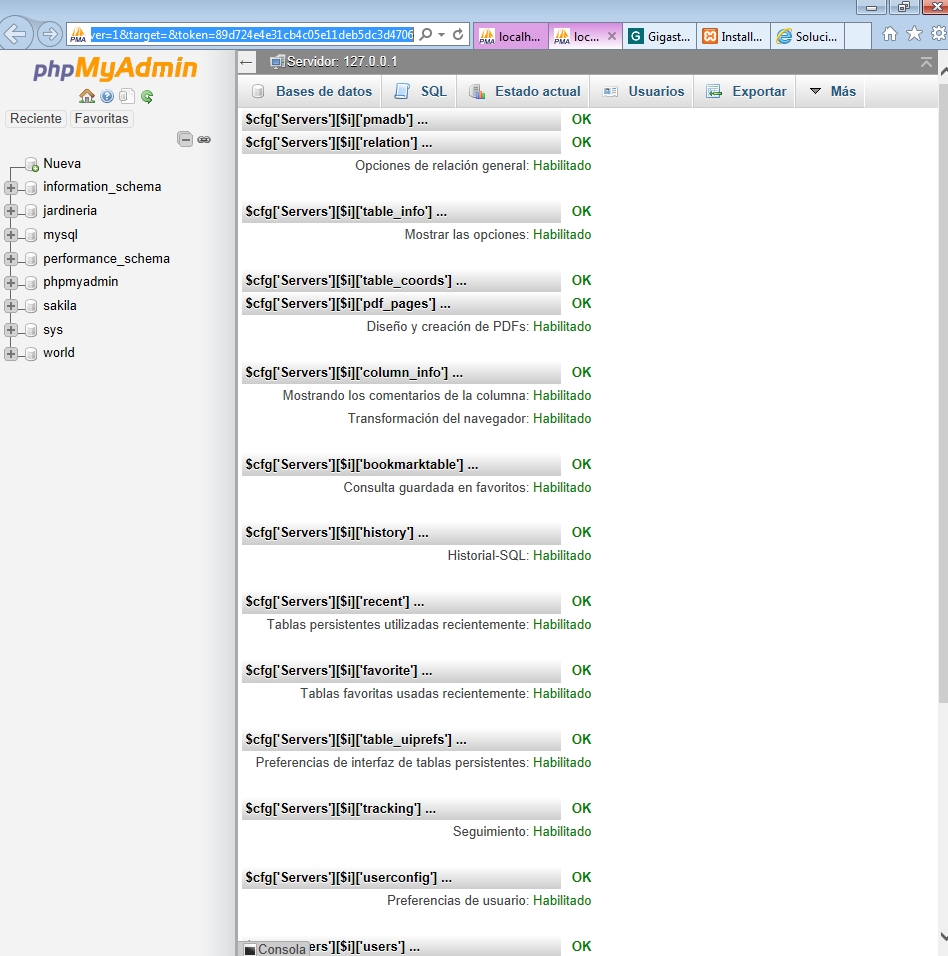 ver=1&target=&token=89d724e4e31cb4c05e11deb5dc3d4706
PMA localh...
PMA loc...
G Gigast...
Install...
Soluci...
phpMyAdmin
Reciente Favoritas
Nueva
information_schema
jardineria
mysql
performance_schema
phpmyadmin
sakila
sys
world
Servidor: 127.0.0.1
Bases de datos SQL Estado actual Usuarios Exportar Más
$cfg['Servers'][$i]['pmadb'] ... OK
$cfg['Servers'][$i]['relation'] ... OK
Opciones de relación general: Habilitado
$cfg['Servers'][$i]['table_info'] ... OK
Mostrar las opciones: Habilitado
$cfg['Servers'][$i]['table_coords'] ... OK
$cfg['Servers'][$i]['pdf_pages'] ... OK
Diseño y creación de PDFs: Habilitado
$cfg['Servers'][$i]['column_info'] ... OK
Mostrando los comentarios de la columna: Habilitado
Transformación del navegador: Habilitado
$cfg['Servers'][$i]['bookmarktable'] ... OK
Consulta guardada en favoritos: Habilitado
$cfg['Servers'][$i]['history'] ... OK
Historial-SQL: Habilitado
$cfg['Servers'][$i]['recent'] ... OK
Tablas persistentes utilizadas recientemente: Habilitado
$cfg['Servers'][$i]['favorite'] ... OK
Tablas favoritas usadas recientemente: Habilitado
$cfg['Servers'][$i]['table_uiprefs'] ... OK
Preferencias de interfaz de tablas persistentes: Habilitado
$cfg['Servers'][$i]['tracking'] ... OK
Seguimiento: Habilitado
$cfg['Servers'][$i]['userconfig'] ... OK
Preferencias de usuario: Habilitado
Consola ers'][$i]['users'] ... OK